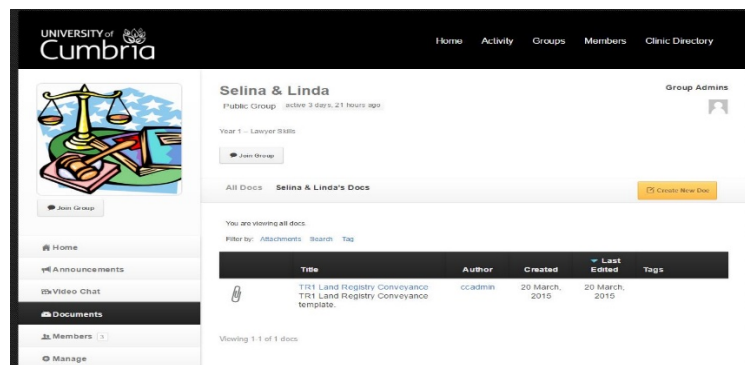 UNIVERSITY of
Cumbria
Home Activity Groups Members Clinic Directory
Selina & Linda
Public Group active 3 days, 21 hours ago
Group Admins
Year 1 – Lawyer Skills
Join Group
All Docs Selina & Linda's Docs
Create New Doc
Join Group
You are viewing all docs.
Filter by: Attachments Search Tag
Home
Announcements
Video Chat
Documents
Members 3
Manage
Title Author Created Last Edited Tags
TR1 Land Registry Conveyance ccadmin 20 March, 2015 20 March, 2015
TR1 Land Registry Conveyance
template.
Viewing 1-1 of 1 docs